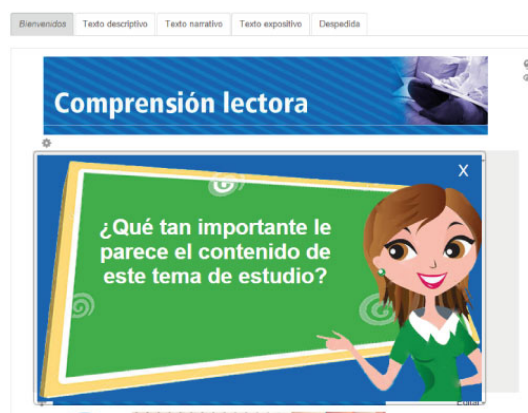 Bienvenidos
Texto descriptivo
Texto narrativo
Texto expositivo
Despedida
Comprensión lectora
X
¿Qué tan importante le
parece el contenido de
este tema de estudio?